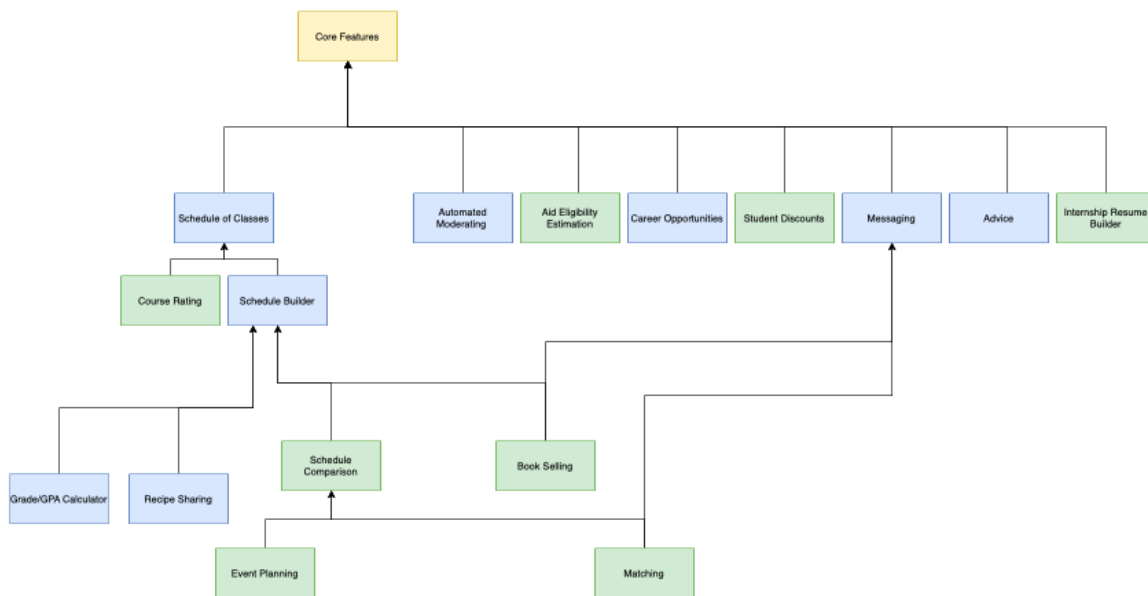 Core Features
Schedule of Classes
Automated
Moderating
Aid Eligibility
Estimation
Career Opportunities
Student Discounts
Messaging
Advice
Internship Resume
Builder
Course Rating
Schedule Builder
Schedule
Comparison
Book Selling
Grade/GPA Calculator
Recipe Sharing
Event Planning
Matching